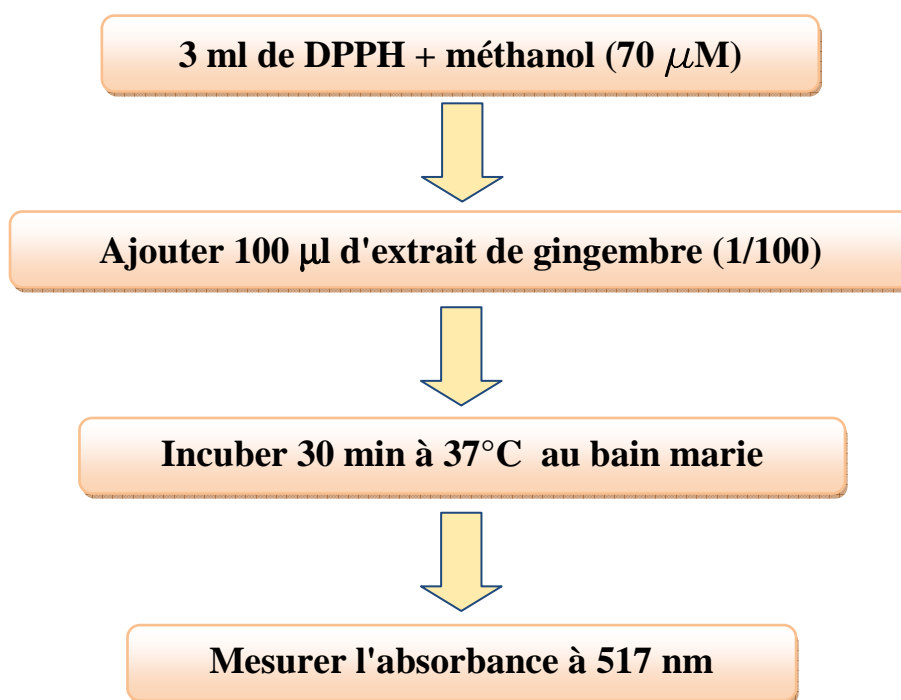 3 ml de DPPH + méthanol (70 μM)
Ajouter 100 μl d'extrait de gingembre (1/100)
Incuber 30 min à 37°C au bain marie
Mesurer l'absorbance à 517 nm